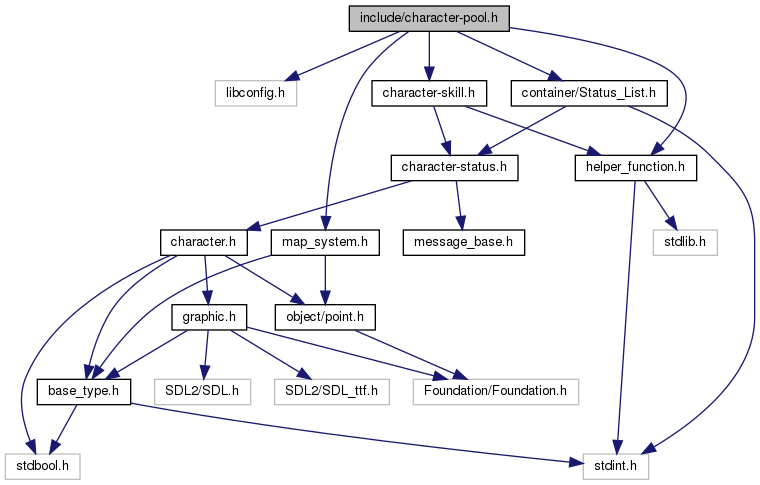 include/character-pool.h
libconfig.h
character-skill.h
container/Status_List.h
character-status.h
helper_function.h
character.h
map_system.h
message_base.h
stdlib.h
graphic.h
object/point.h
base_type.h
SDL2/SDL.h
SDL2/SDL_ttf.h
Foundation/Foundation.h
stdbool.h
stdint.h